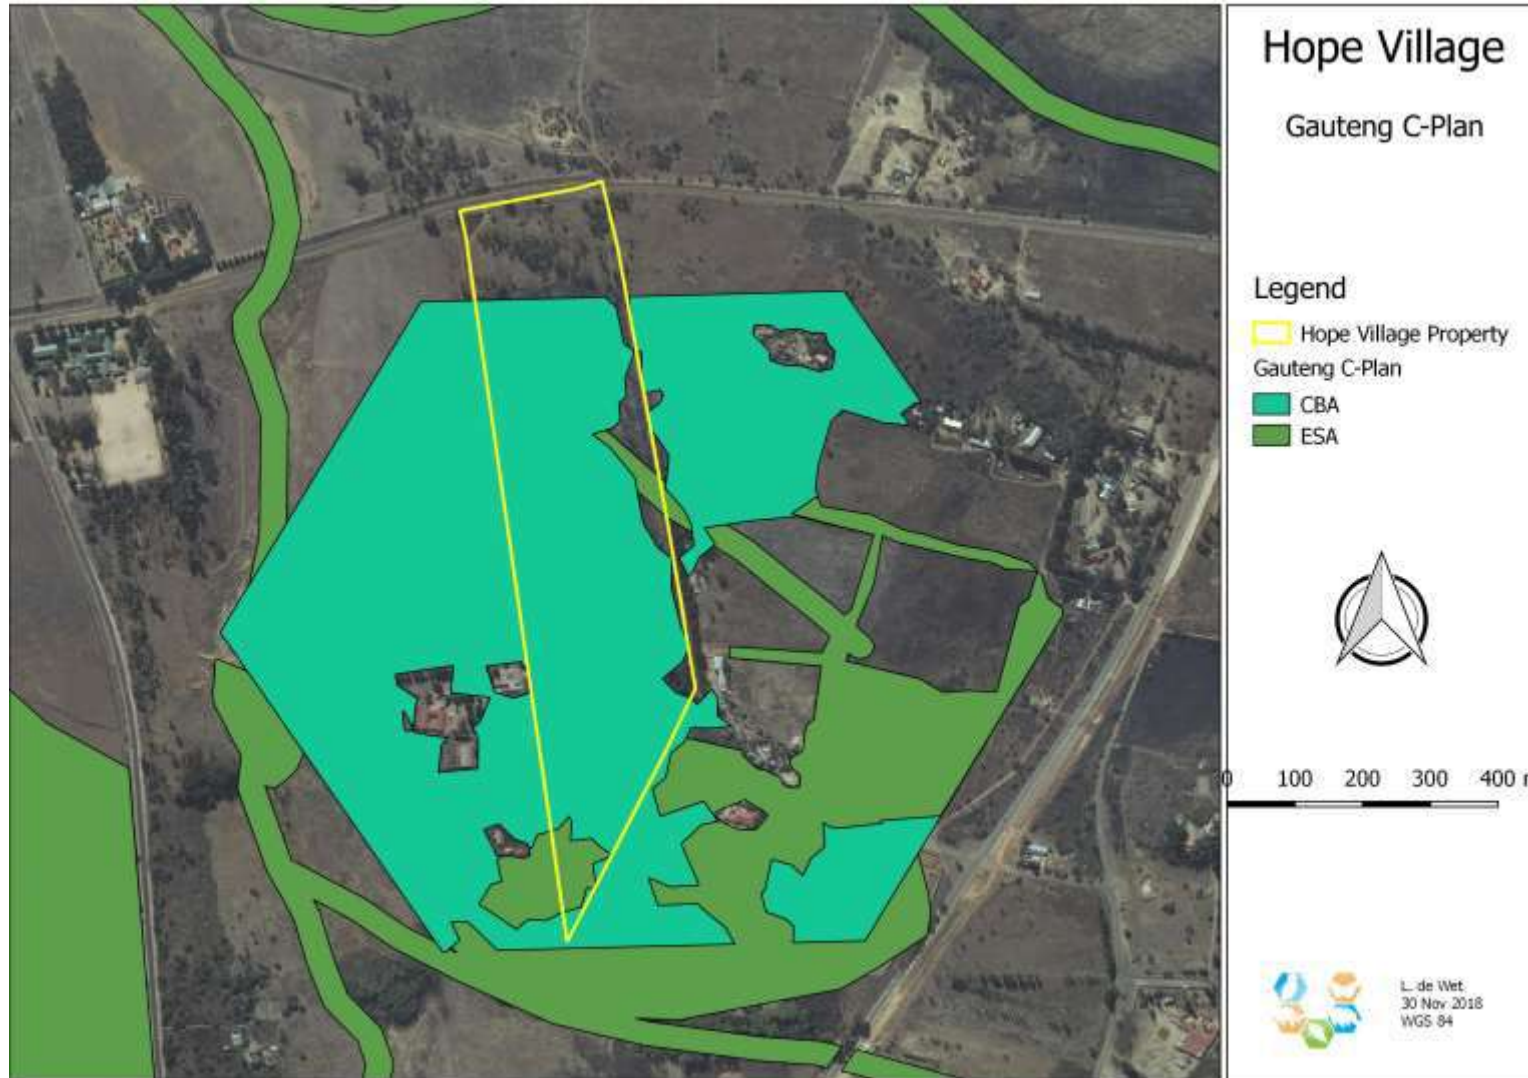 Hope Village
Gauteng C-Plan
Legend
Hope Village Property
Gauteng C-Plan
CBA
ESA
0 100 200 300 400 m
L. de Wet
30 Nov 2018
WGS 84